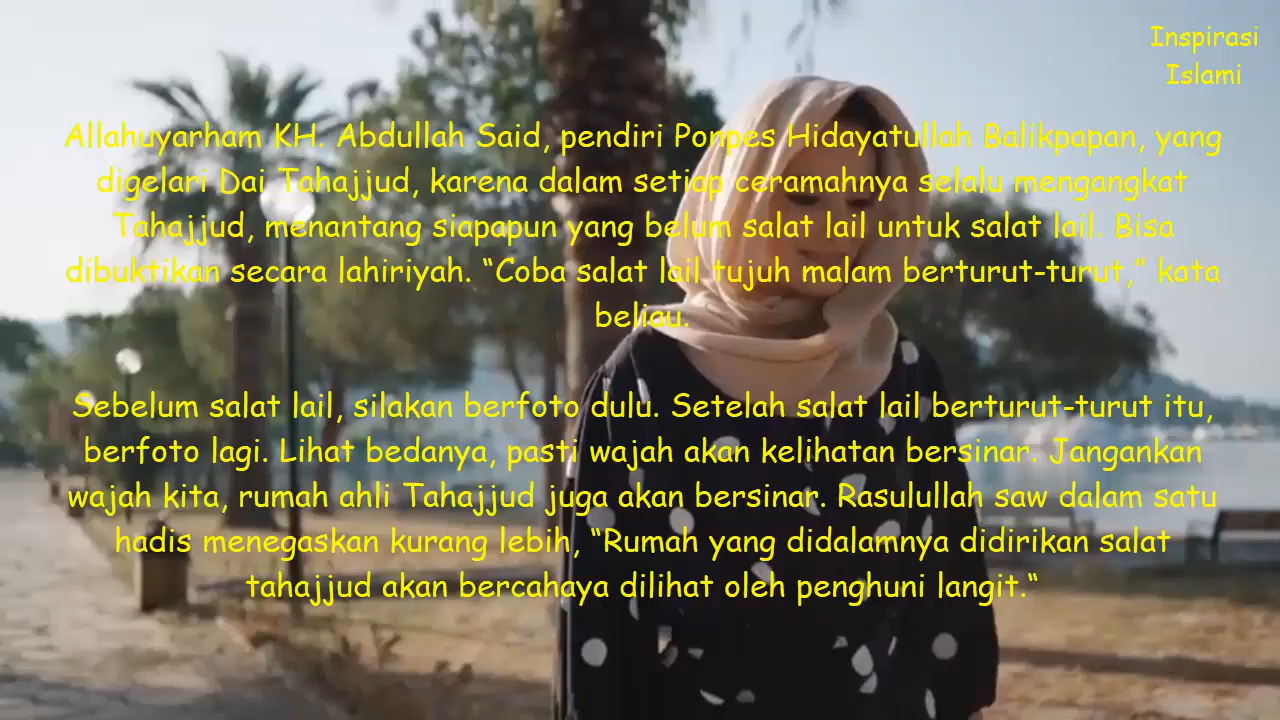 Inspirasi
Islami
Allahuyarham KH. Abdullah Said, pendiri Ponpes Hidayatullah Balikpapan, yang
digelari Dai Tahajjud, karena dalam setiap ceramahnya selalu mengangkat
Tahajjud, menantang siapapun yang belum salat lail untuk salat lail. Bisa
dibuktikan secara lahiriyah. “Coba salat lail tujuh malam berturut-turut,” kata
beliau.
Sebelum salat lail, silakan berfoto dulu. Setelah salat lail berturut-turut itu,
berfoto lagi. Lihat bedanya, pasti wajah akan kelihatan bersinar. Jangankan
wajah kita, rumah ahli Tahajjud juga akan bersinar. Rasulullah saw dalam satu
hadis menegaskan kurang lebih, “Rumah yang didalamnya didirikan salat
tahajjud akan bercahaya dilihat oleh penghuni langit.“